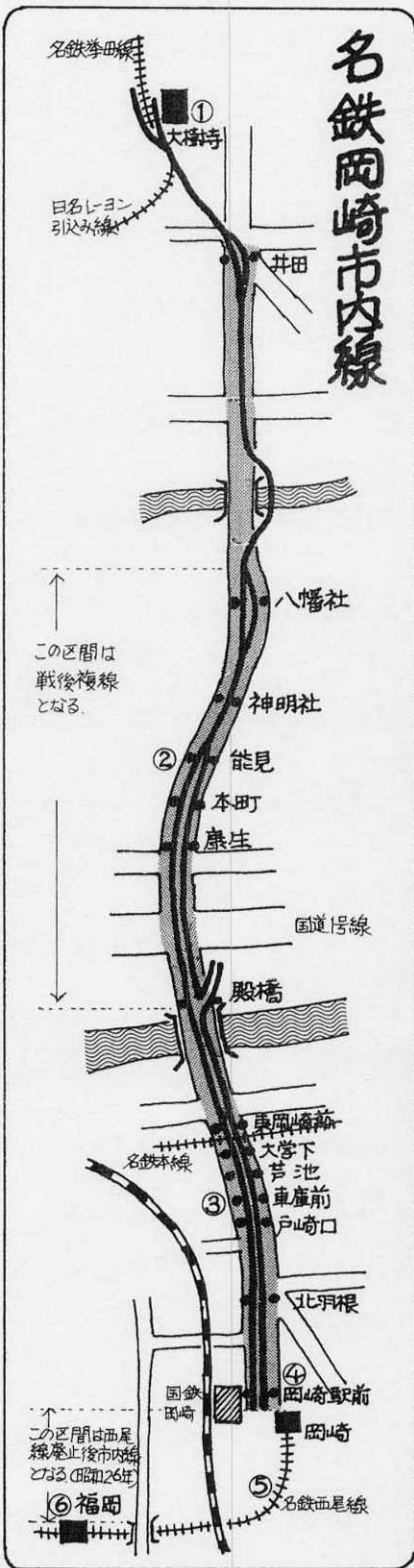 名鉄岡崎市内線
名鉄挙田線
①
大樹寺
日名レーヨン
引込み線
井田
八幡社
この区間は
戦後複線
となる.
神明社
②
能見
本町
康生
国道1号線
殿橋
東岡崎前
名鉄本線
大学下
芦池
③
車庫前
戸崎口
北羽根
④
国鉄
岡崎
岡崎駅前
岡崎
この区間は西尾
線廃止後市内線
となる(昭和26年)
⑤
名鉄西尾線
⑥
福岡